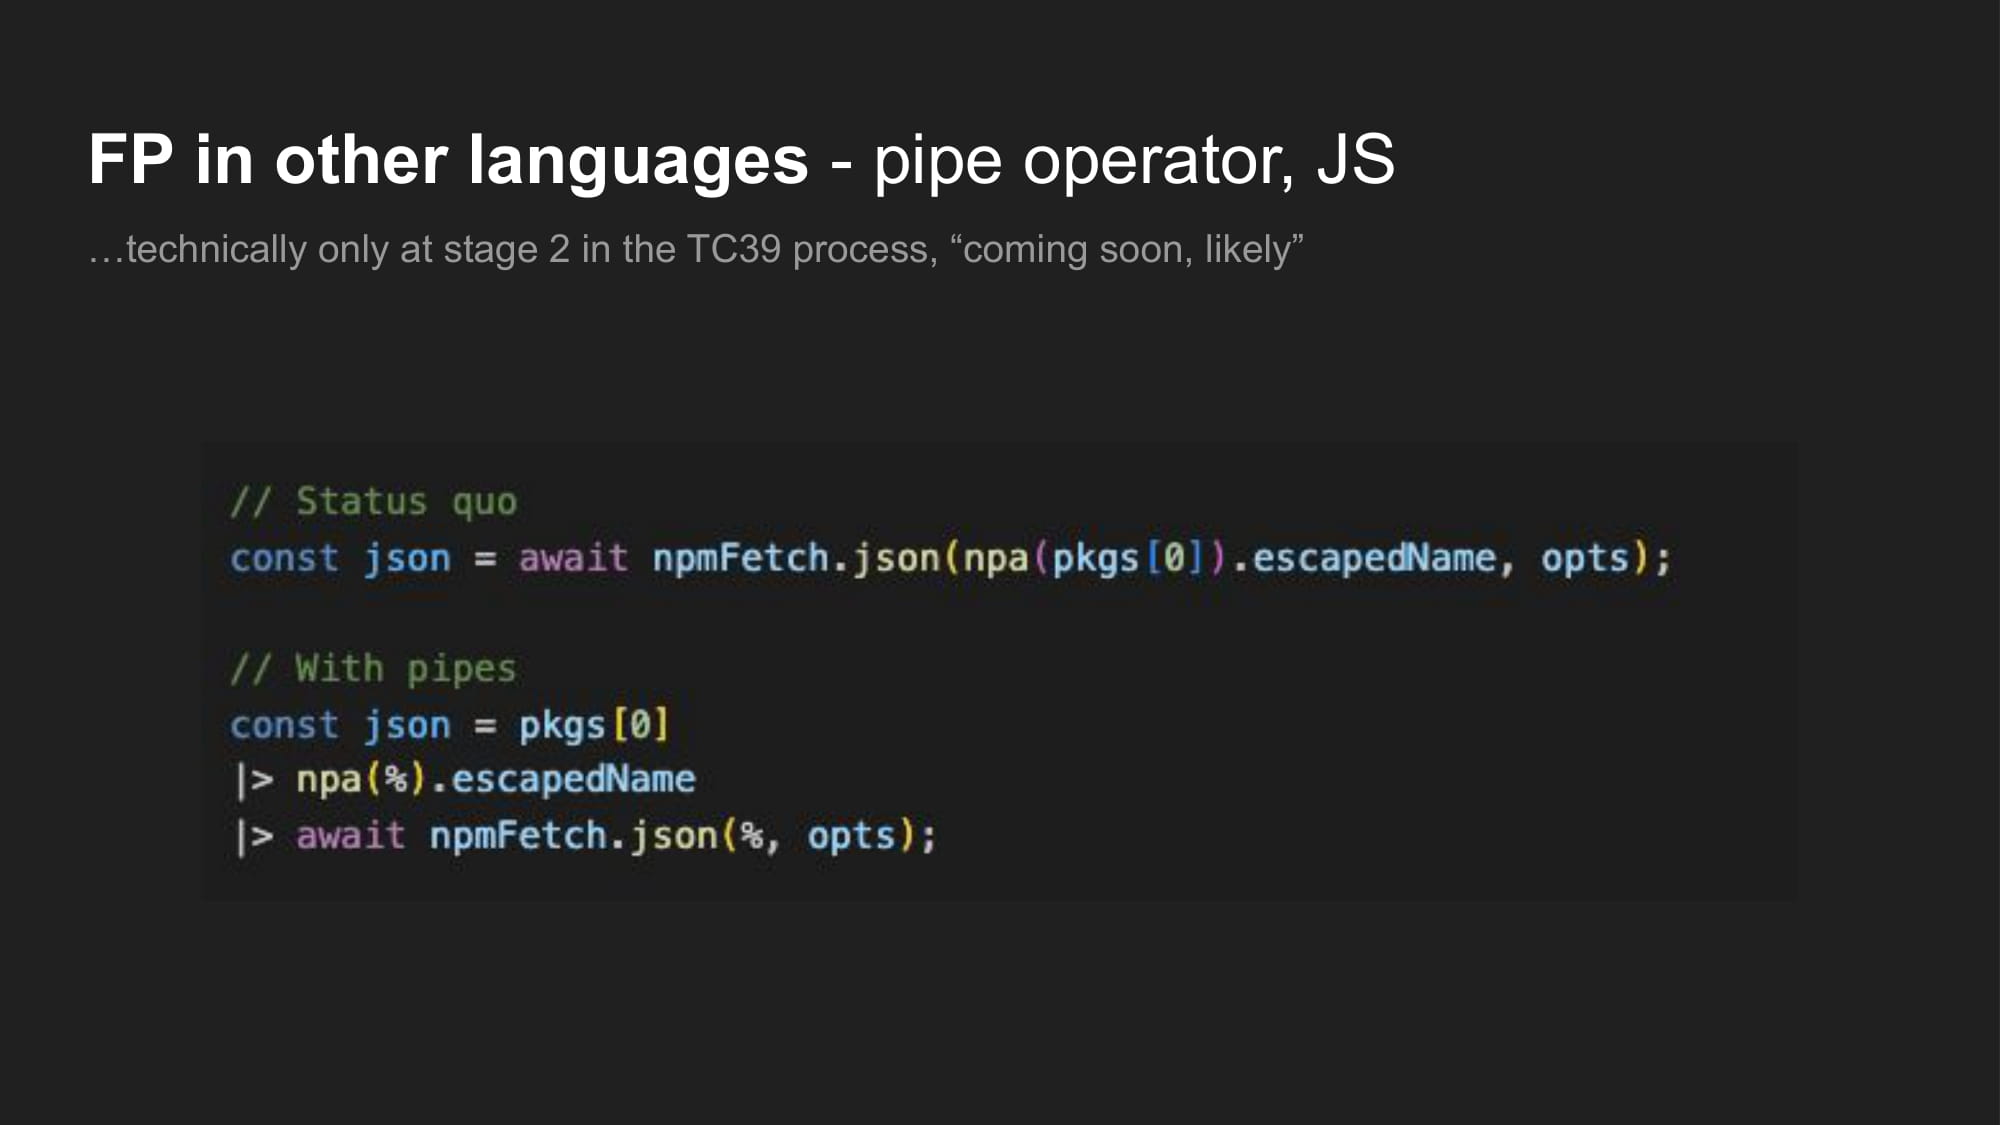 FP in other languages - pipe operator, JS
…technically only at stage 2 in the TC39 process, “coming soon, likely”
// Status quo
const json = await npmFetch.json(npa(pkgs[0]).escapedName, opts);
// With pipes
const json = pkgs[0]
|> npa(%).escapedName
|> await npmFetch.json(%, opts);